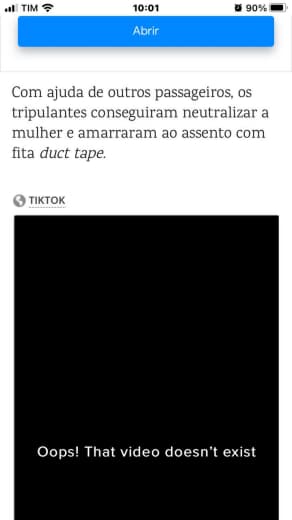 TIM 10:01 90%
Abrir
Com ajuda de outros passageiros, os
tripulantes conseguiram neutralizar a
mulher e amarraram ao assento com
fita duct tape.
TIKTOK
Oops! That video doesn't exist